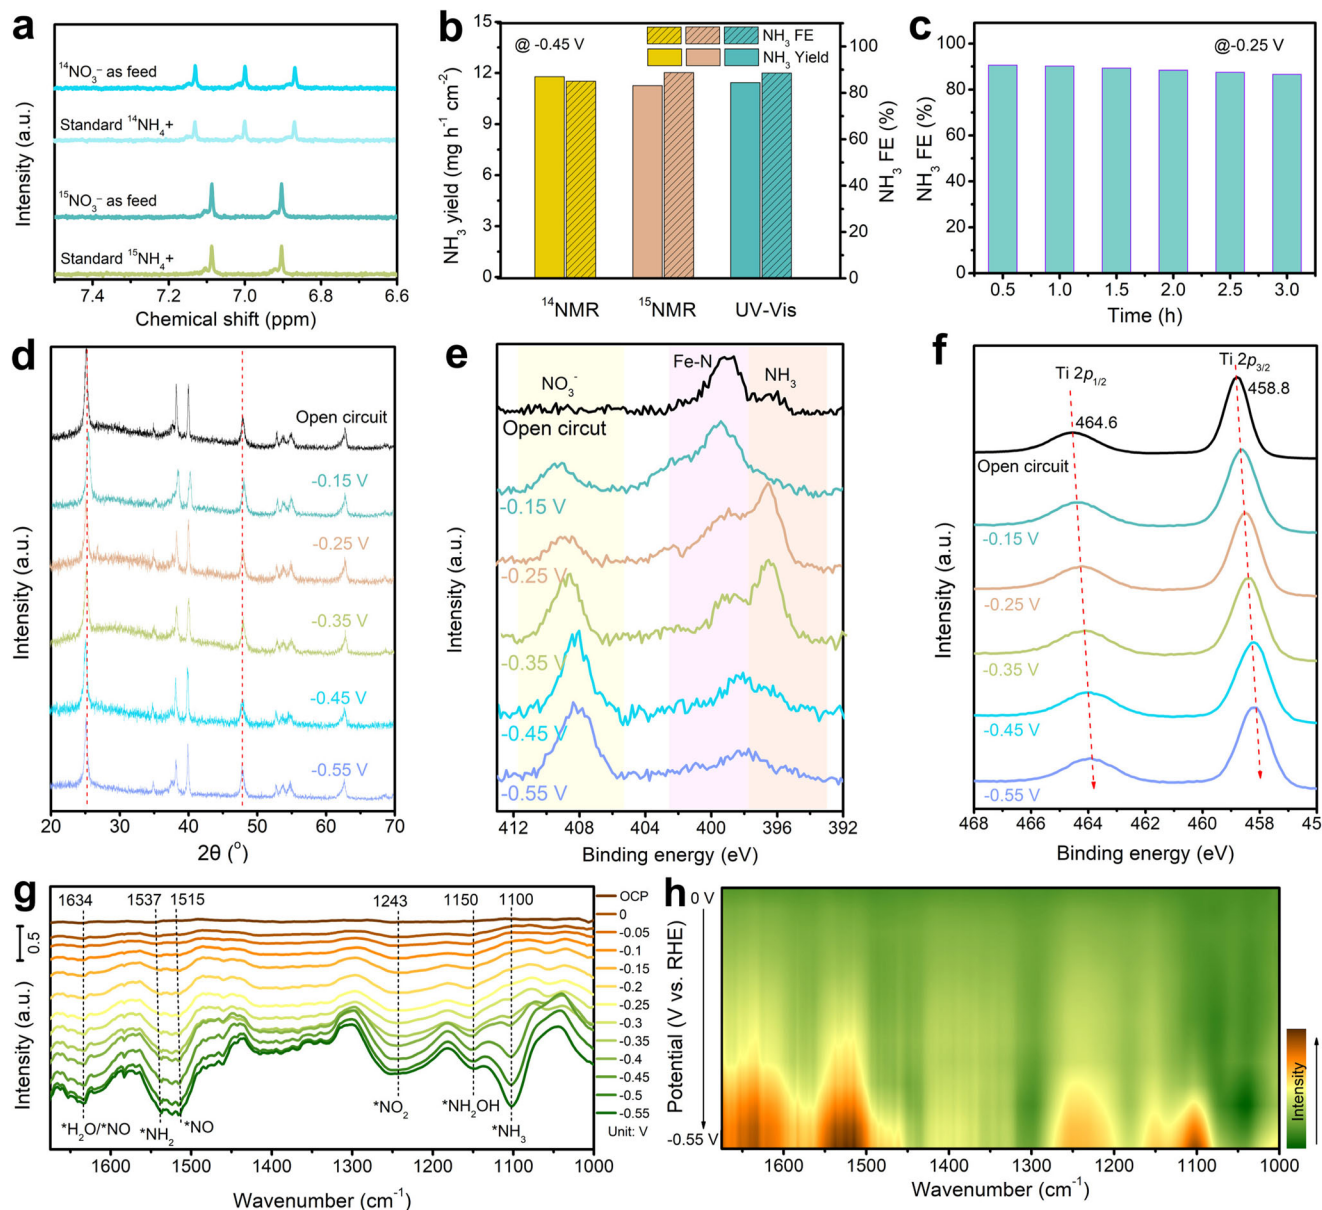 a
¹⁴NO₃⁻ as feed
Standard ¹⁴NH₄+
¹⁵NO₃⁻ as feed
Standard ¹⁵NH₄+
Intensity (a.u.)
7.4 7.2 7.0 6.8 6.6
Chemical shift (ppm)
b
@ -0.45 V
NH₃ FE
NH₃ Yield
15
12
9
6
3
0
NH₃ yield (mg h⁻¹ cm⁻²)
100
80
60
40
20
0
NH₃ FE (%)
¹⁴NMR ¹⁵NMR UV-Vis
c
@-0.25 V
100
80
60
40
20
0
NH₃ FE (%)
0.5 1.0 1.5 2.0 2.5 3.0
Time (h)
d
Open circuit
-0.15 V
-0.25 V
-0.35 V
-0.45 V
-0.55 V
Intensity (a.u.)
20 30 40 50 60 70
2θ (°)
e
NO₃⁻
Fe-N
NH₃
Open circut
-0.15 V
-0.25 V
-0.35 V
-0.45 V
-0.55 V
Intensity (a.u.)
412 408 404 400 396 392
Binding energy (eV)
f
Ti 2p₁/₂
Ti 2p₃/₂
464.6
458.8
Open circuit
-0.15 V
-0.25 V
-0.35 V
-0.45 V
-0.55 V
Intensity (a.u.)
468 466 464 462 460 458 45
Binding energy (eV)
g
1634 1537 1515 1243 1150 1100
0.5
Intensity (a.u.)
*H₂O/*NO
*NH₂
*NO
*NO₂
*NH₂OH
*NH₃
OCP
0
-0.05
-0.1
-0.15
-0.2
-0.25
-0.3
-0.35
-0.4
-0.45
-0.5
-0.55
Unit: V
1600 1500 1400 1300 1200 1100 1000
Wavenumber (cm⁻¹)
h
0 V
-0.55 V
Potential (V vs. RHE)
Intensity
1600 1500 1400 1300 1200 1100 1000
Wavenumber (cm⁻¹)